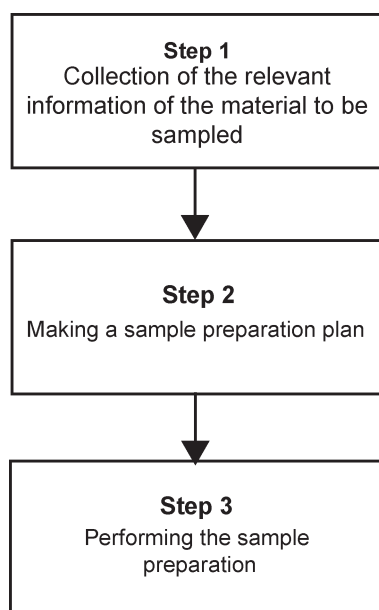 Step 1
Collection of the relevant
information of the material to be
sampled
Step 2
Making a sample preparation plan
Step 3
Performing the sample
preparation